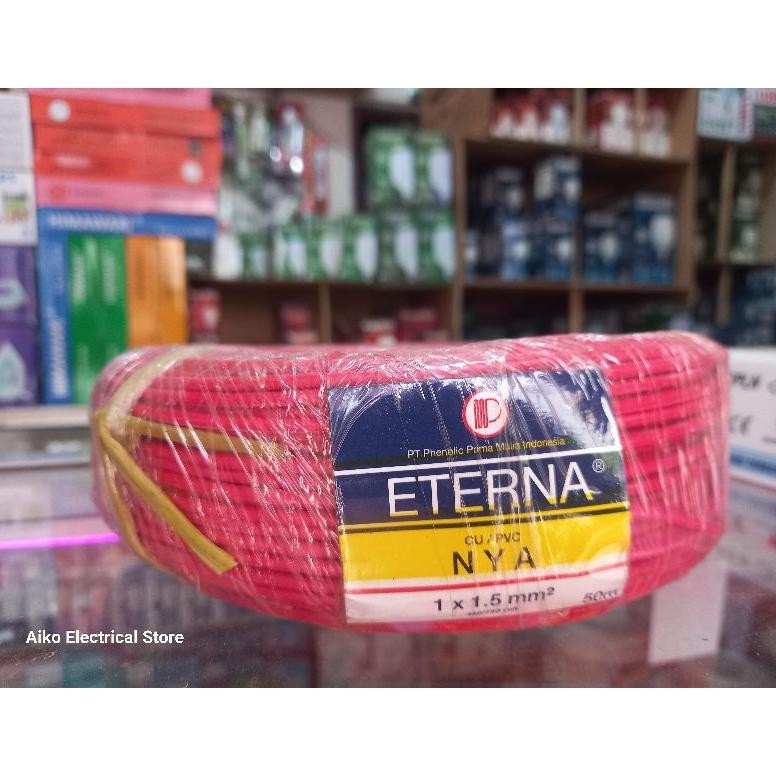 PT Phenolic Prima Mulia Indonesia
ETERNA®
CU / PVC
NYA
1 x 1.5 mm²
50m
Aiko Electrical Store